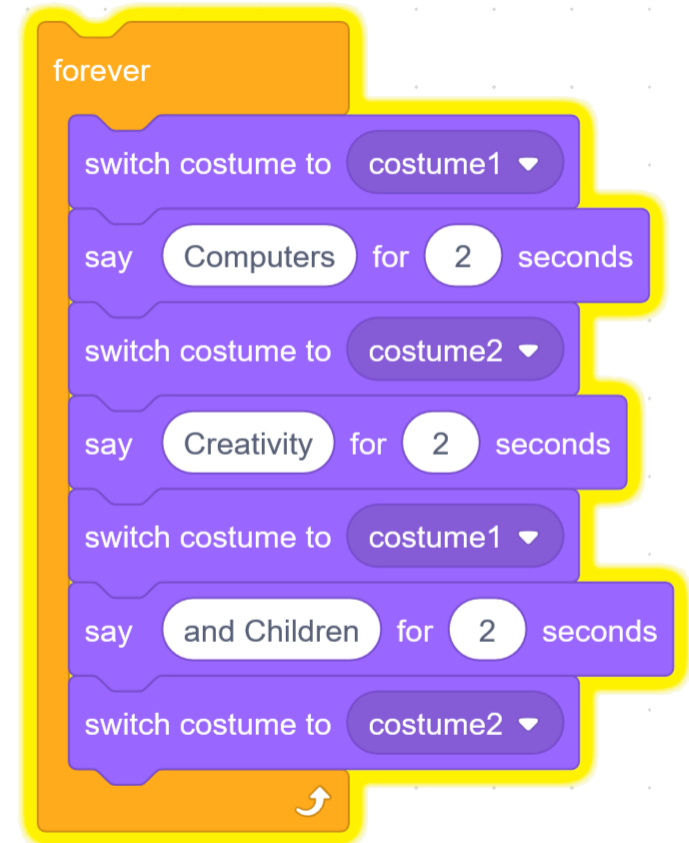 forever
switch costume to costume1
say Computers for 2 seconds
switch costume to costume2
say Creativity for 2 seconds
switch costume to costume1
say and Children for 2 seconds
switch costume to costume2